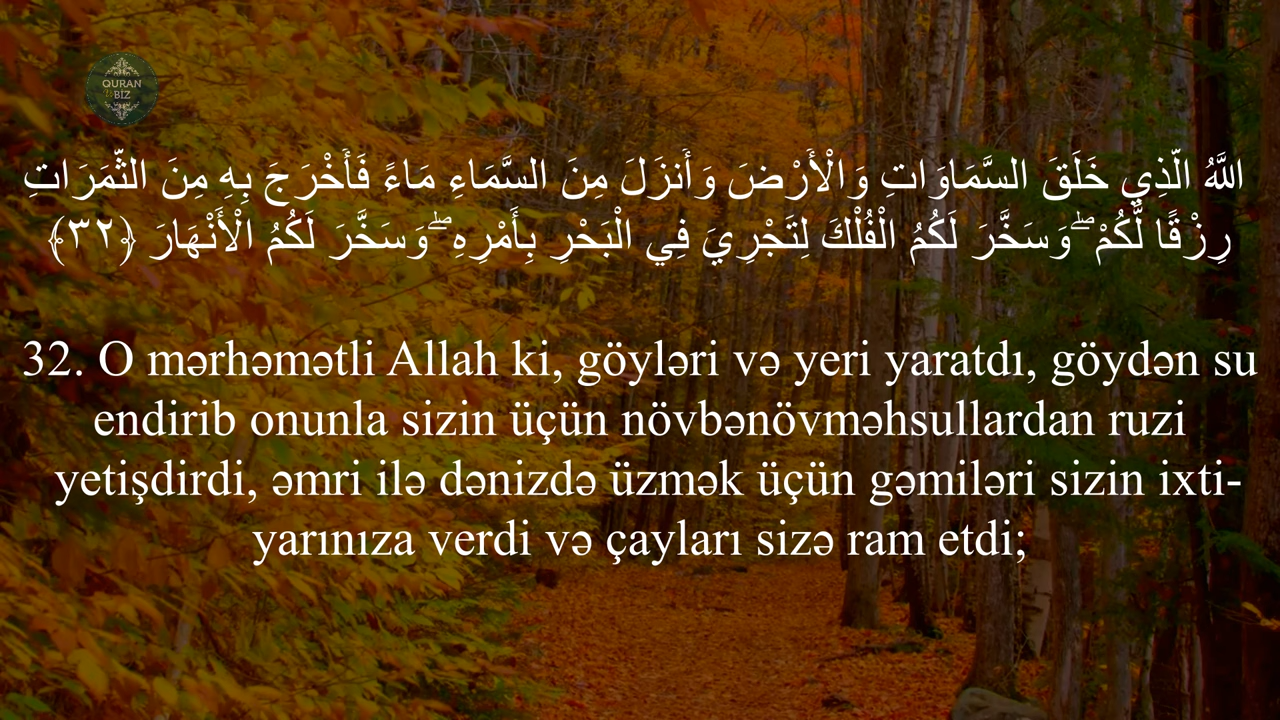 QURAN
BİZ
اللَّهُ الَّذِي خَلَقَ السَّمَاوَاتِ وَالْأَرْضَ وَأَنزَلَ مِنَ السَّمَاءِ مَاءً فَأَخْرَجَ بِهِ مِنَ الثَّمَرَاتِ
رِزْقًا لَّكُمْ ۖ وَسَخَّرَ لَكُمُ الْفُلْكَ لِتَجْرِيَ فِي الْبَحْرِ بِأَمْرِهِ ۖ وَسَخَّرَ لَكُمُ الْأَنْهَارَ ﴿٣٢﴾
32. O mərhəmətli Allah ki, göyləri və yeri yaratdı, göydən su
endirib onunla sizin üçün növbənövməhsullardan ruzi
yetişdirdi, əmri ilə dənizdə üzmək üçün gəmiləri sizin ixti-
yarınıza verdi və çayları sizə ram etdi;